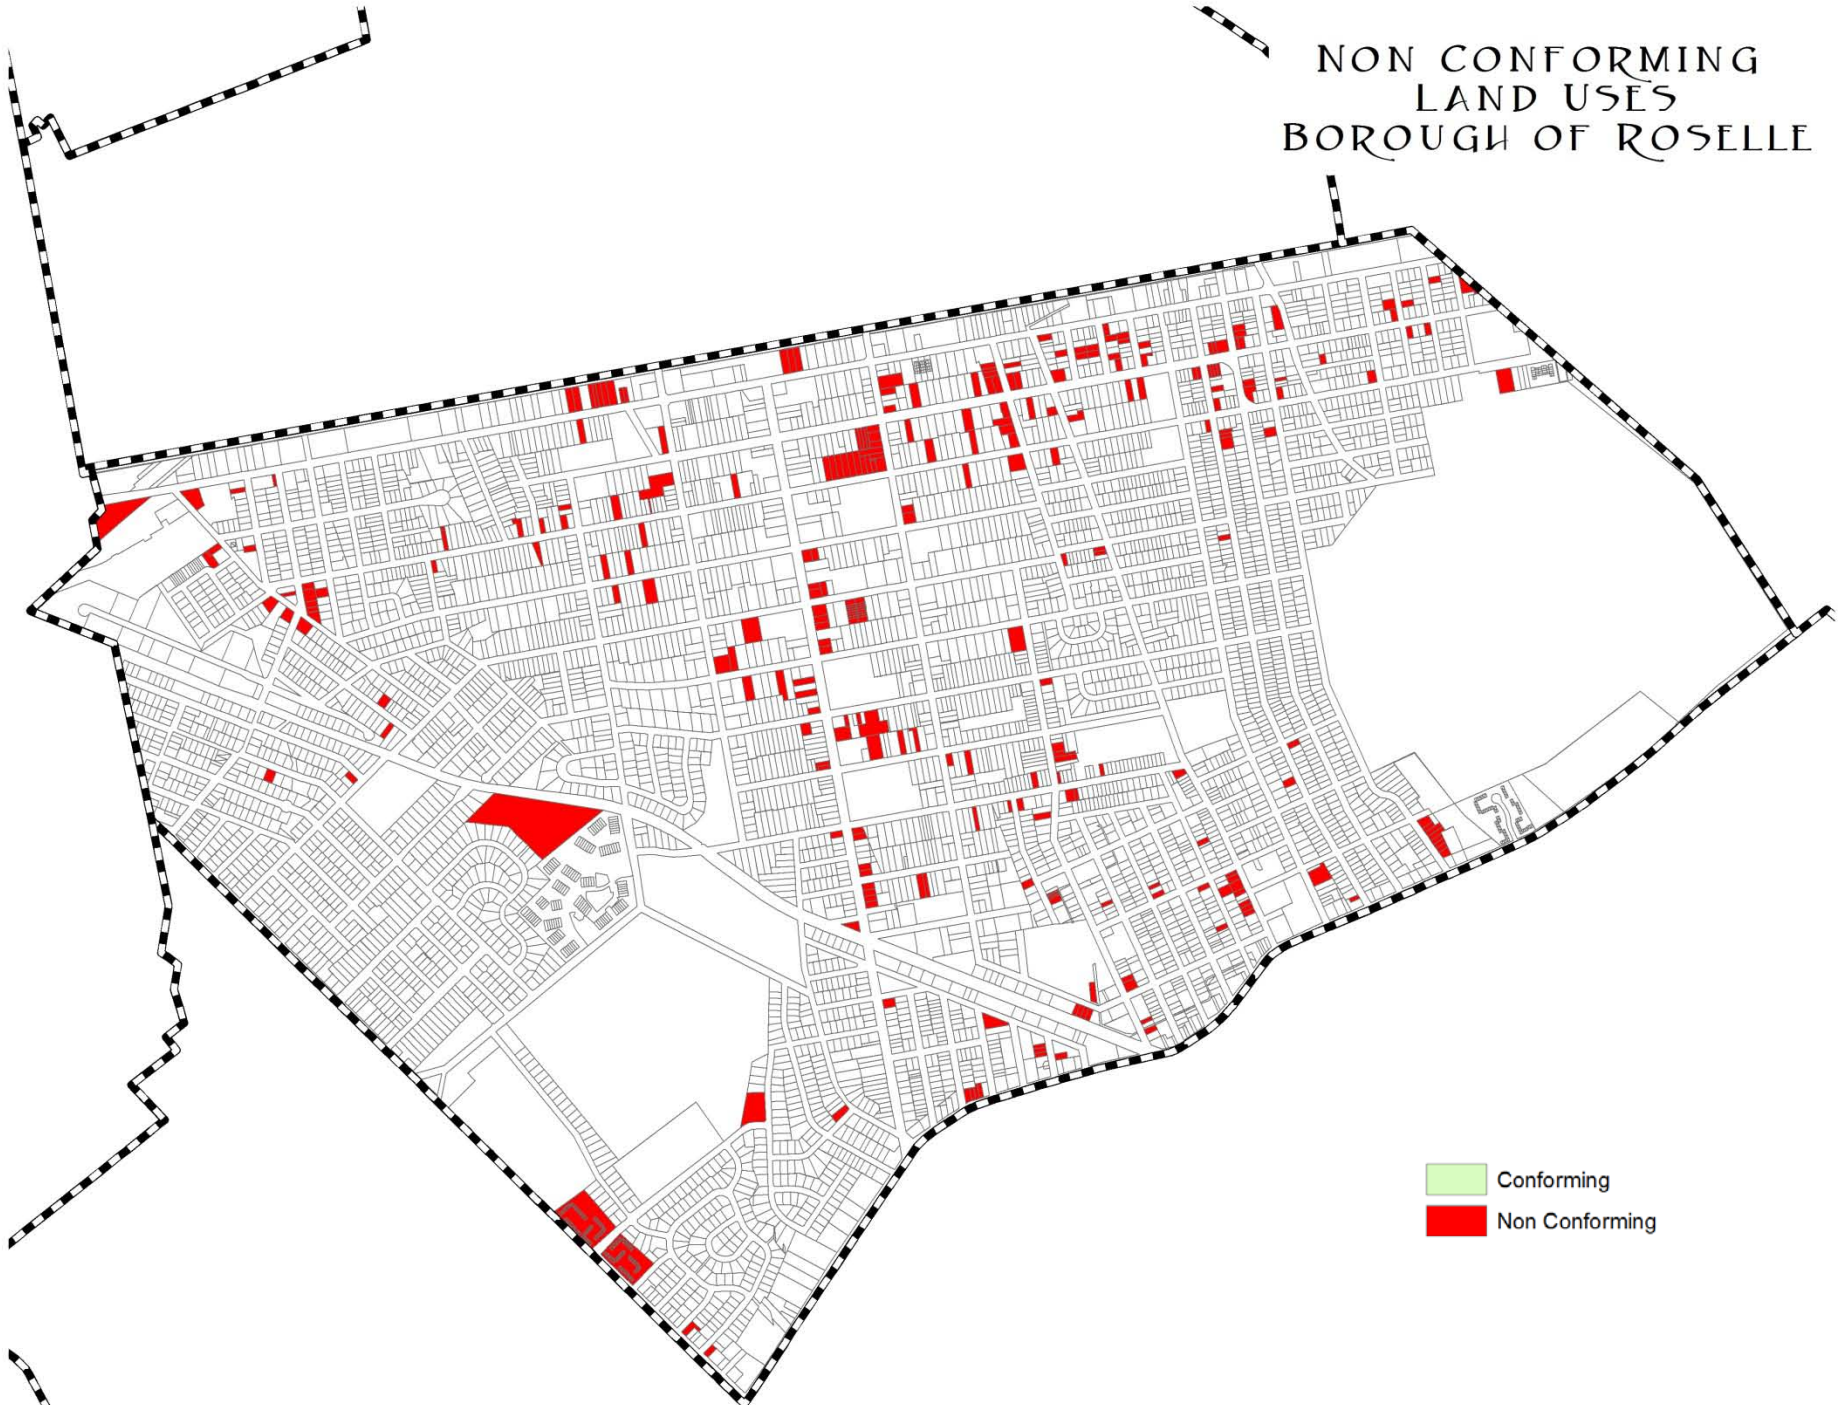 NON CONFORMING
LAND USES
BOROUGH OF ROSELLE
Conforming
Non Conforming